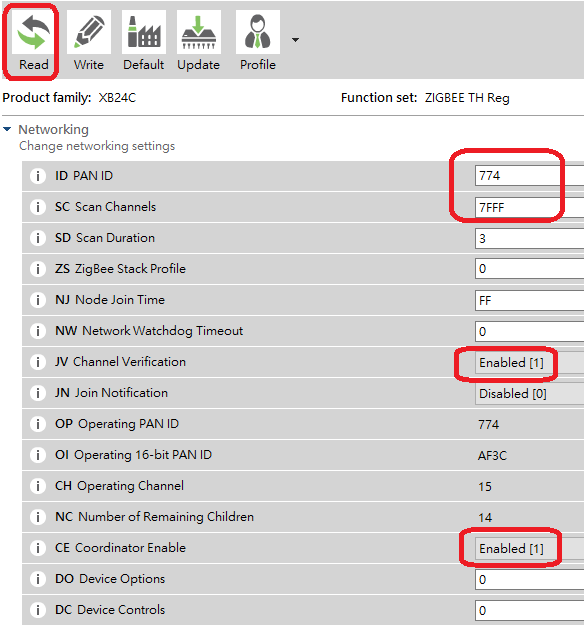 Read Write Default Update Profile
Product family: XB24C Function set: ZIGBEE TH Reg
Networking
Change networking settings
i ID PAN ID 774
i SC Scan Channels 7FFF
i SD Scan Duration 3
i ZS ZigBee Stack Profile 0
i NJ Node Join Time FF
i NW Network Watchdog Timeout 0
i JV Channel Verification Enabled [1]
i JN Join Notification Disabled [0]
i OP Operating PAN ID 774
i OI Operating 16-bit PAN ID AF3C
i CH Operating Channel 15
i NC Number of Remaining Children 14
i CE Coordinator Enable Enabled [1]
i DO Device Options 0
i DC Device Controls 0